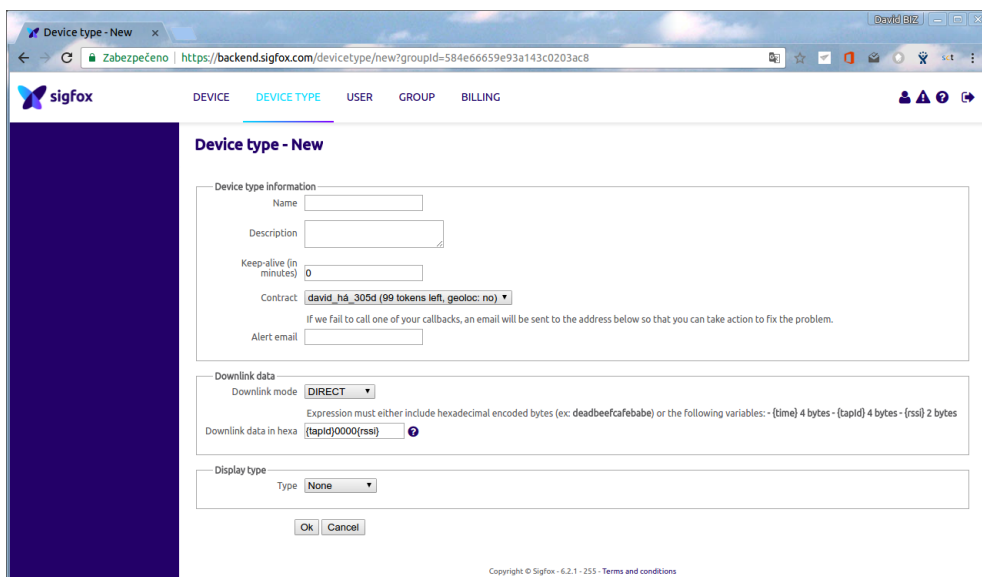 David BIZ
Device type - New
Zabezpečeno https://backend.sigfox.com/devicetype/new?groupId=584e66659e93a143c0203ac8
sigfox DEVICE DEVICE TYPE USER GROUP BILLING
Device type - New
Device type information
Name
Description
Keep-alive (in
minutes) 0
Contract david_há_305d (99 tokens left, geoloc: no)
If we fail to call one of your callbacks, an email will be sent to the address below so that you can take action to fix the problem.
Alert email
Downlink data
Downlink mode DIRECT
Expression must either include hexadecimal encoded bytes (ex: deadbeefcafebabe) or the following variables: - {time} 4 bytes - {tapId} 4 bytes - {rssi} 2 bytes
Downlink data in hexa {tapId}0000{rssi}
Display type
Type None
Ok Cancel
Copyright © Sigfox - 6.2.1 - 255 - Terms and conditions